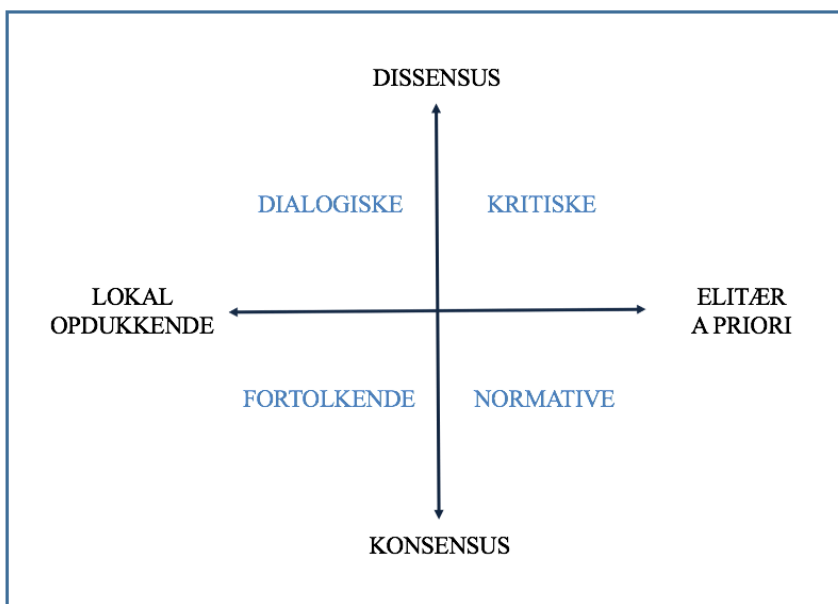 DISSENSUS
DIALOGISKE
KRITISKE
LOKAL
OPDUKKENDE
ELITÆR
A PRIORI
FORTOLKENDE
NORMATIVE
KONSENSUS